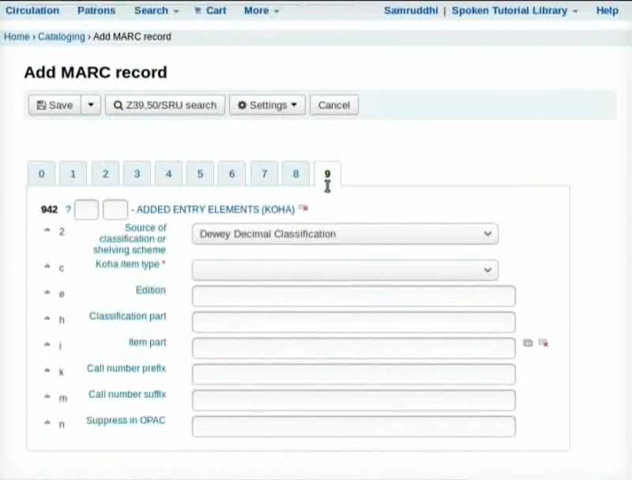 Circulation Patrons Search Cart More Samruddhi | Spoken Tutorial Library Help
Home › Cataloging › Add MARC record
Add MARC record
Save Z39.50/SRU search Settings Cancel
0 1 2 3 4 5 6 7 8 9
942 ? - ADDED ENTRY ELEMENTS (KOHA)
2 Source of classification or shelving scheme Dewey Decimal Classification
c Koha item type *
e Edition
h Classification part
i Item part
k Call number prefix
m Call number suffix
n Suppress in OPAC